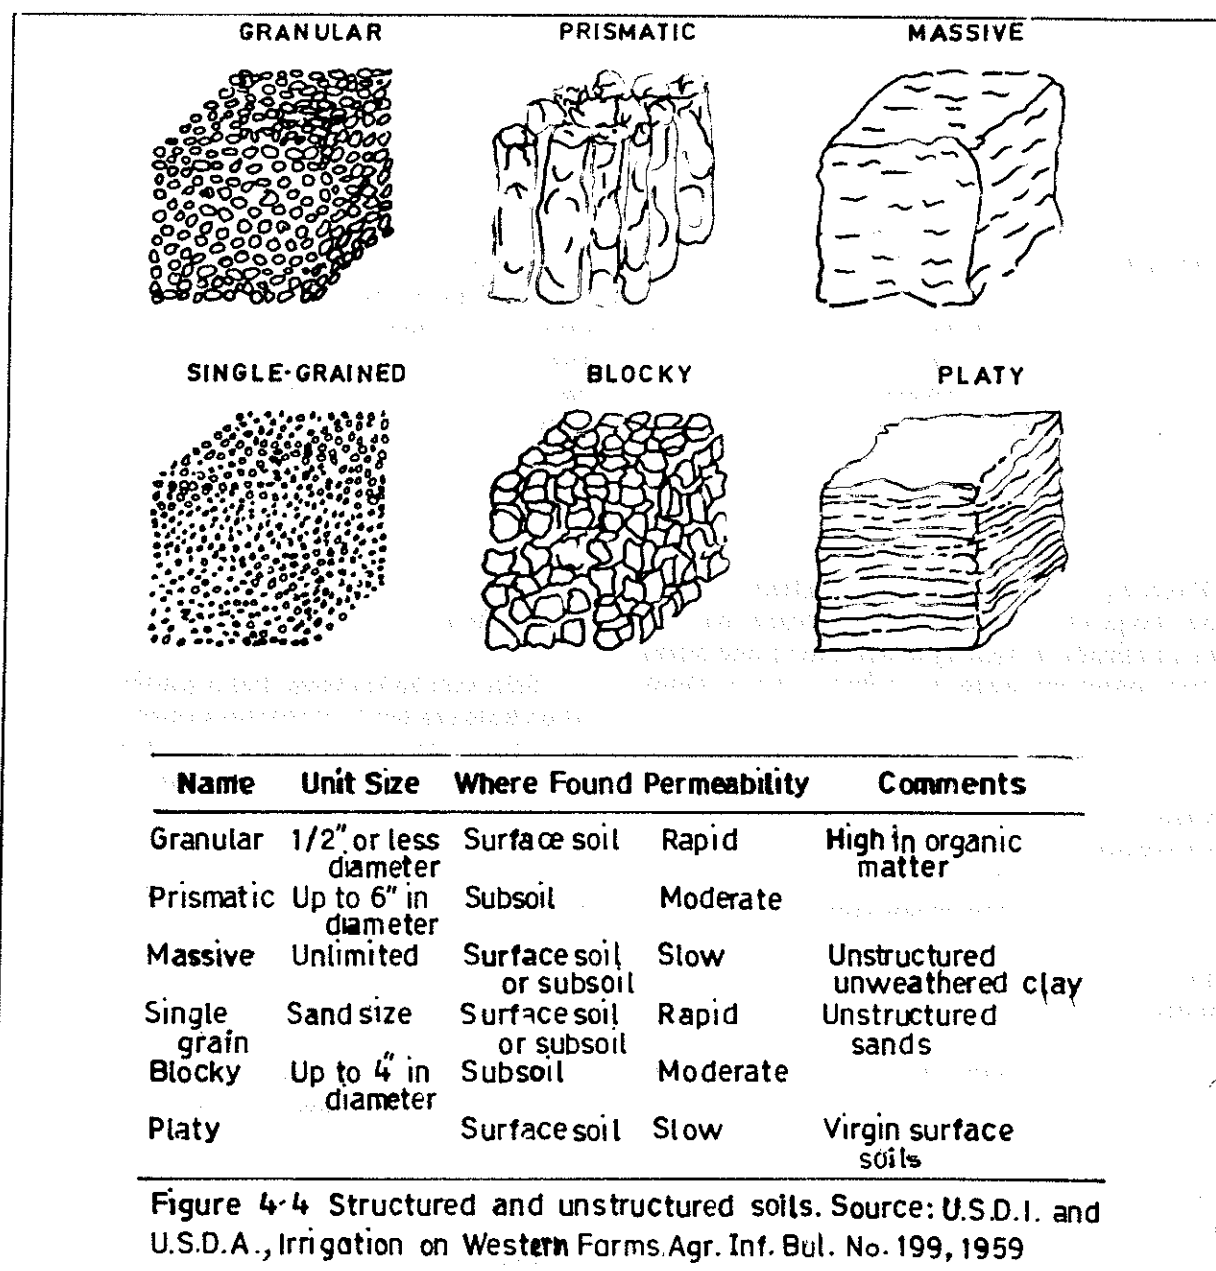 GRANULAR PRISMATIC MASSIVE
SINGLE-GRAINED BLOCKY PLATY
Name Unit Size Where Found Permeability Comments
Granular 1/2" or less Surface soil Rapid High in organic
diameter matter
Prismatic Up to 6" in Subsoil Moderate
diameter
Massive Unlimited Surface soil Slow Unstructured
or subsoil unweathered clay
Single Sand size Surface soil Rapid Unstructured
grain or subsoil sands
Blocky Up to 4" in Subsoil Moderate
diameter
Platy Surface soil Slow Virgin surface
soils
Figure 4-4 Structured and unstructured soils. Source: U.S.D.I. and
U.S.D.A., Irrigation on Western Farms. Agr. Inf. Bul. No. 199, 1959